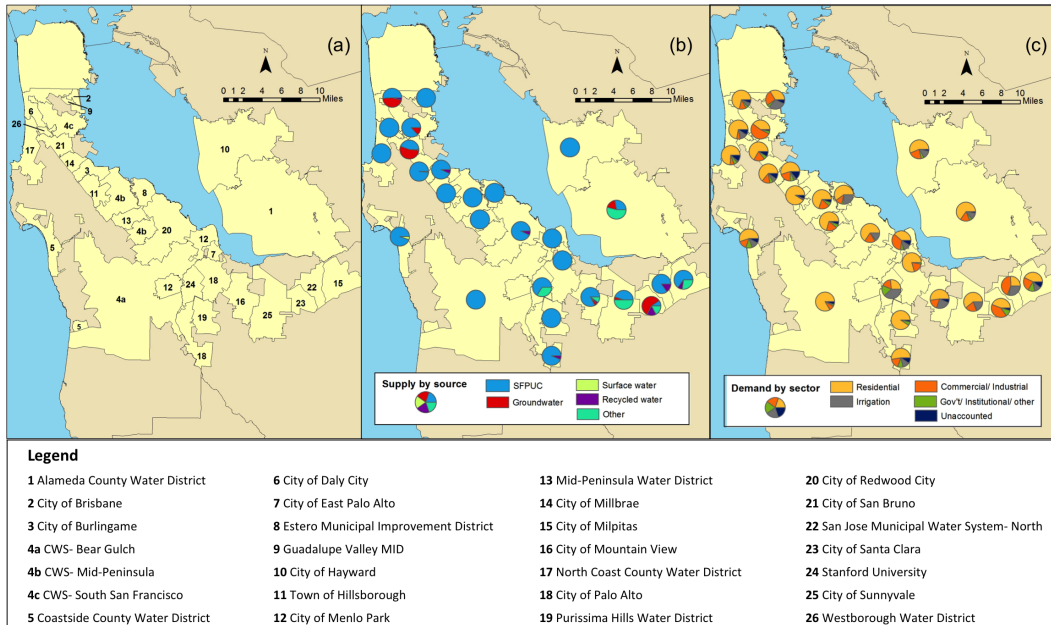 (a)
N
0 1 2 4 6 8 10
Miles
2
6
9
26
4c
17
21
14
3
10
11
4b
8
1
13
4b
20
5
12
7
4a
12
24
18
22
15
16
23
25
5
19
18
(b)
N
0 1 2 4 6 8 10
Miles
Supply by source
SFPUC
Groundwater
Surface water
Recycled water
Other
(c)
N
0 1 2 4 6 8 10
Miles
Demand by sector
Residential
Irrigation
Commercial/ Industrial
Gov't/ Institutional/ other
Unaccounted
Legend
1 Alameda County Water District
2 City of Brisbane
3 City of Burlingame
4a CWS- Bear Gulch
4b CWS- Mid-Peninsula
4c CWS- South San Francisco
5 Coastside County Water District
6 City of Daly City
7 City of East Palo Alto
8 Estero Municipal Improvement District
9 Guadalupe Valley MID
10 City of Hayward
11 Town of Hillsborough
12 City of Menlo Park
13 Mid-Peninsula Water District
14 City of Millbrae
15 City of Milpitas
16 City of Mountain View
17 North Coast County Water District
18 City of Palo Alto
19 Purissima Hills Water District
20 City of Redwood City
21 City of San Bruno
22 San Jose Municipal Water System- North
23 City of Santa Clara
24 Stanford University
25 City of Sunnyvale
26 Westborough Water District